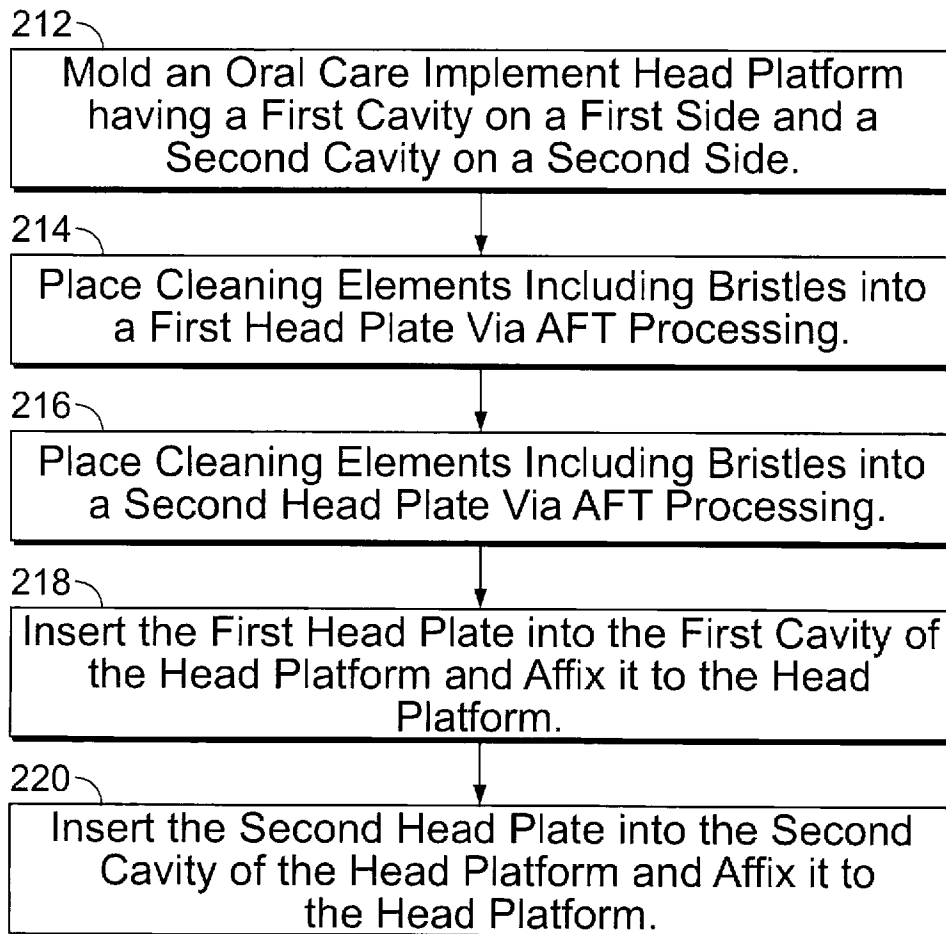 212
Mold an Oral Care Implement Head Platform
having a First Cavity on a First Side and a
Second Cavity on a Second Side.
214
Place Cleaning Elements Including Bristles into
a First Head Plate Via AFT Processing.
216
Place Cleaning Elements Including Bristles into
a Second Head Plate Via AFT Processing.
218
Insert the First Head Plate into the First Cavity of
the Head Platform and Affix it to the Head
Platform.
220
Insert the Second Head Plate into the Second
Cavity of the Head Platform and Affix it to
the Head Platform.